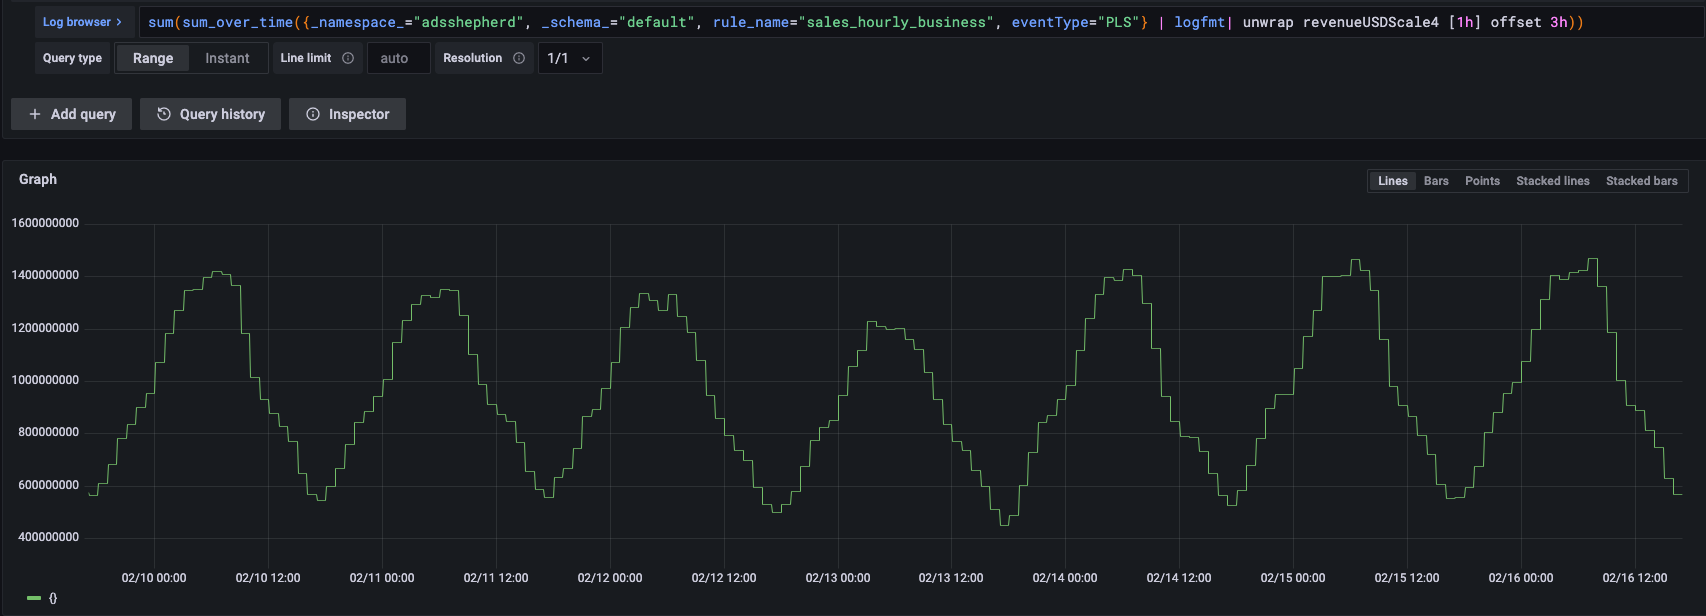 Log browser > sum(sum_over_time({_namespace_="adsshepherd", _schema_="default", rule_name="sales_hourly_business", eventType="PLS"} | logfmt| unwrap revenueUSDScale4 [1h] offset 3h))
Query type Range Instant Line limit auto Resolution 1/1
+ Add query Query history Inspector
Graph
Lines Bars Points Stacked lines Stacked bars
1600000000
1400000000
1200000000
1000000000
800000000
600000000
400000000
02/10 00:00 02/10 12:00 02/11 00:00 02/11 12:00 02/12 00:00 02/12 12:00 02/13 00:00 02/13 12:00 02/14 00:00 02/14 12:00 02/15 00:00 02/15 12:00 02/16 00:00 02/16 12:00
{}